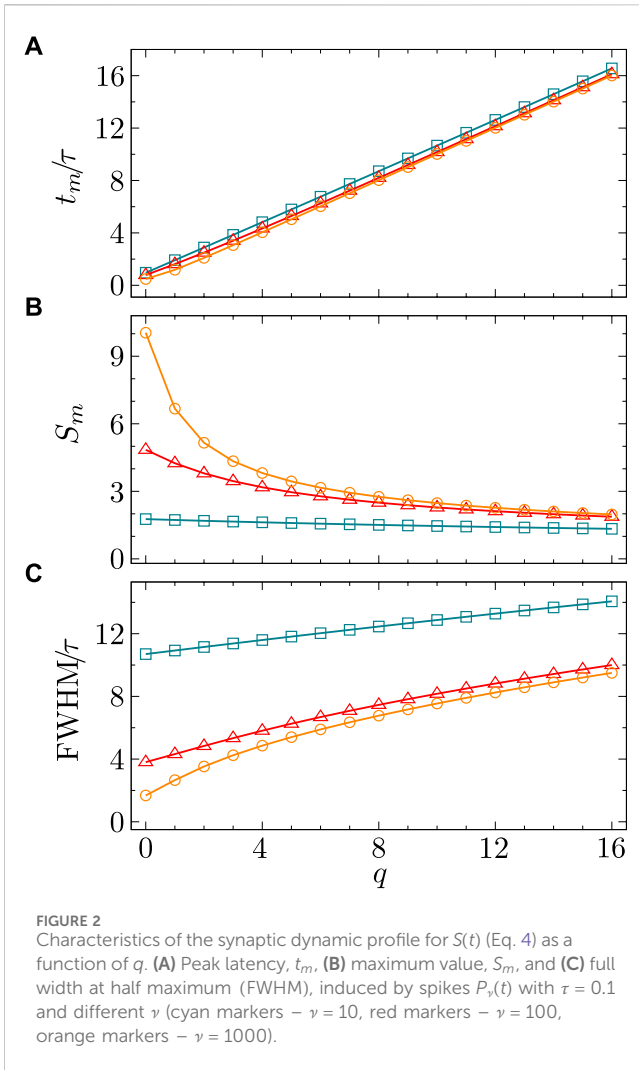 A
16
12
8
4
0
t_m/τ
B
9
6
3
0
S_m
C
12
8
4
0
FWHM/τ
0 4 8 12 16
q
FIGURE 2
Characteristics of the synaptic dynamic profile for S(t) (Eq. 4) as a
function of q. (A) Peak latency, t_m, (B) maximum value, S_m, and (C) full
width at half maximum (FWHM), induced by spikes P_ν(t) with τ = 0.1
and different ν (cyan markers – ν = 10, red markers – ν = 100,
orange markers – ν = 1000).